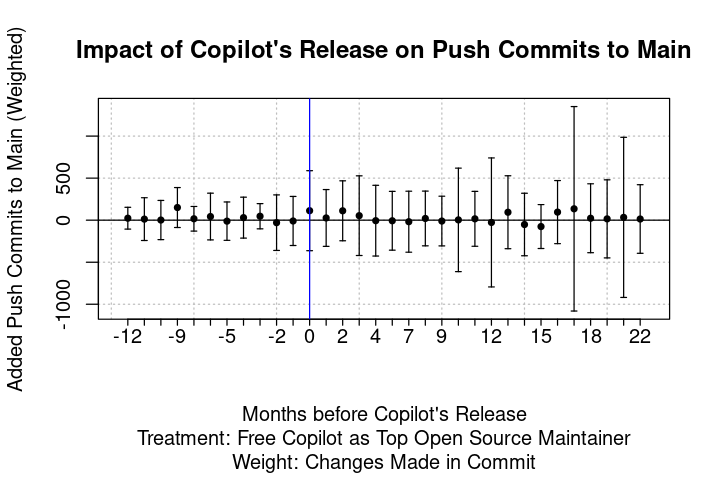 Impact of Copilot's Release on Push Commits to Main
Added Push Commits to Main (Weighted)
500
0
-1000
-12 -9 -5 -2 0 2 4 7 9 12 15 18 22
Months before Copilot's Release
Treatment: Free Copilot as Top Open Source Maintainer
Weight: Changes Made in Commit